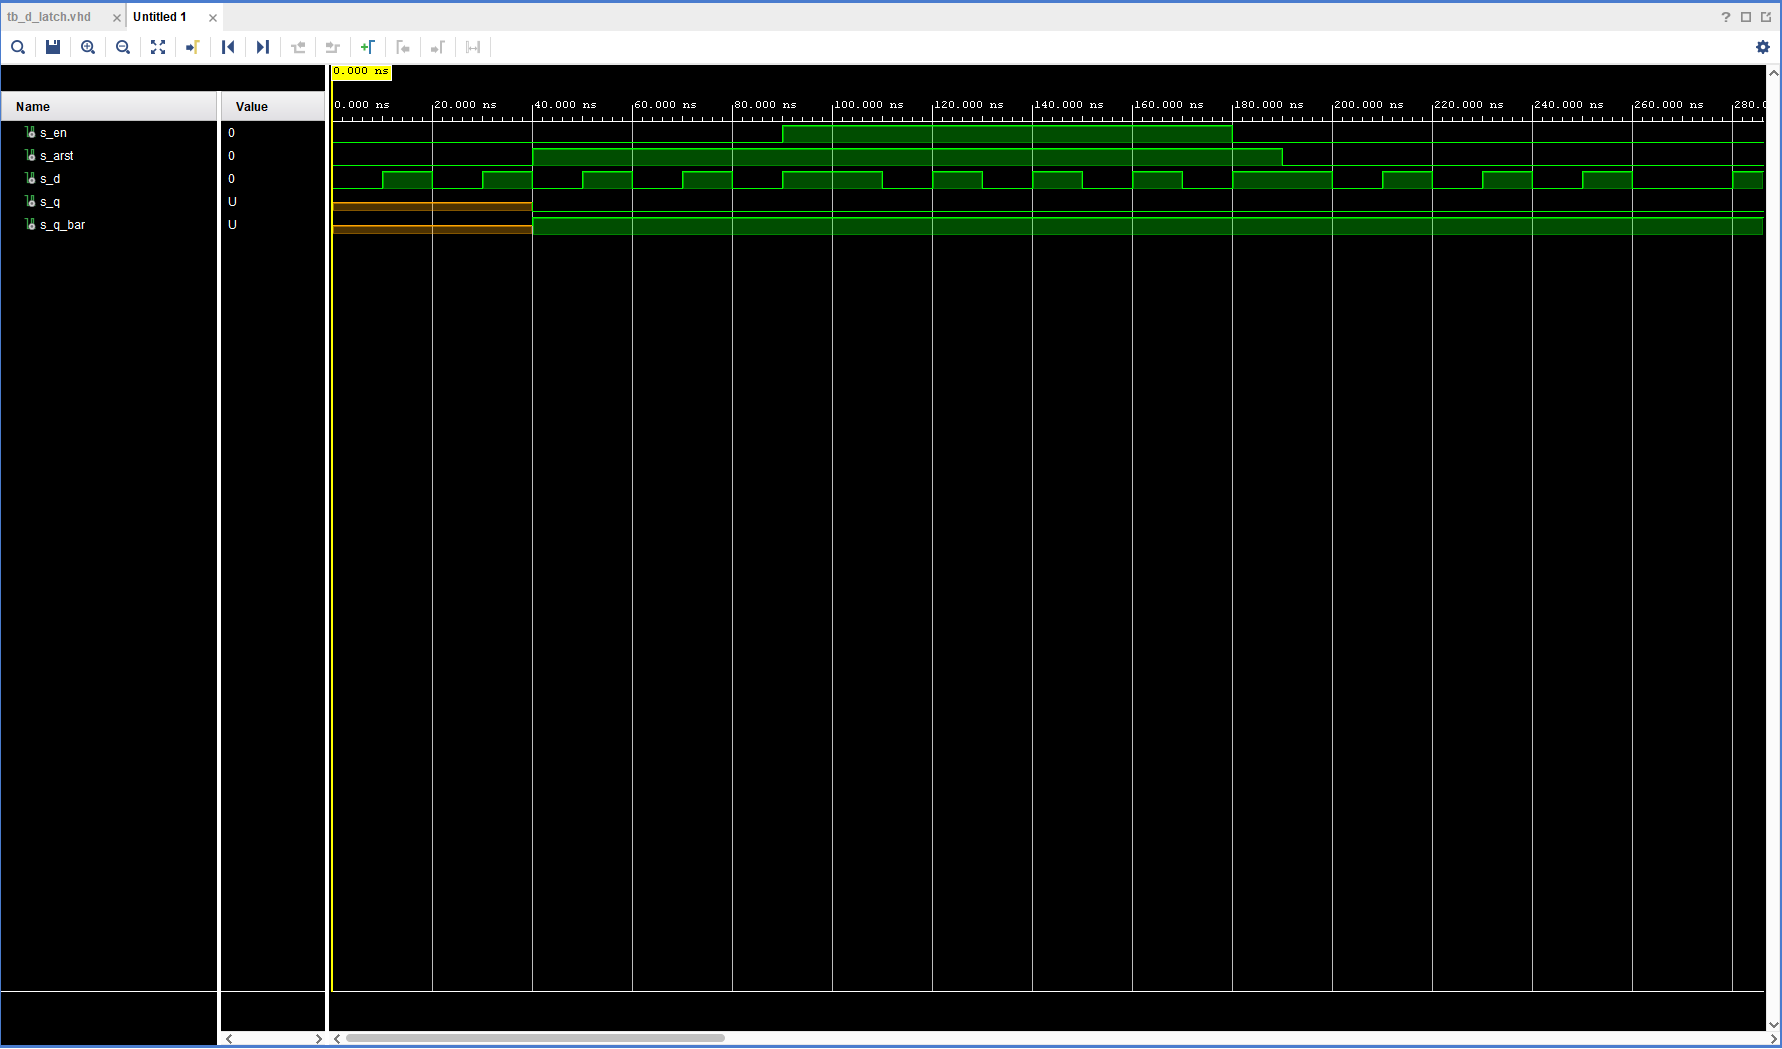 tb_d_latch.vhd × Untitled 1 ×
?
0.000 ns
Name Value
0.000 ns 20.000 ns 40.000 ns 60.000 ns 80.000 ns 100.000 ns 120.000 ns 140.000 ns 160.000 ns 180.000 ns 200.000 ns 220.000 ns 240.000 ns 260.000 ns 280.0
s_en 0
s_arst 0
s_d 0
s_q U
s_q_bar U